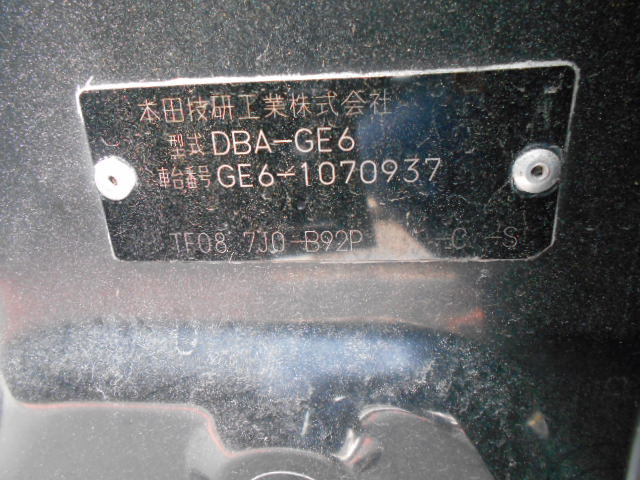 本田技研工業株式会社
型式 DBA-GE6
車台番号 GE6-1070937
TF08 7J0-B92P -C -S